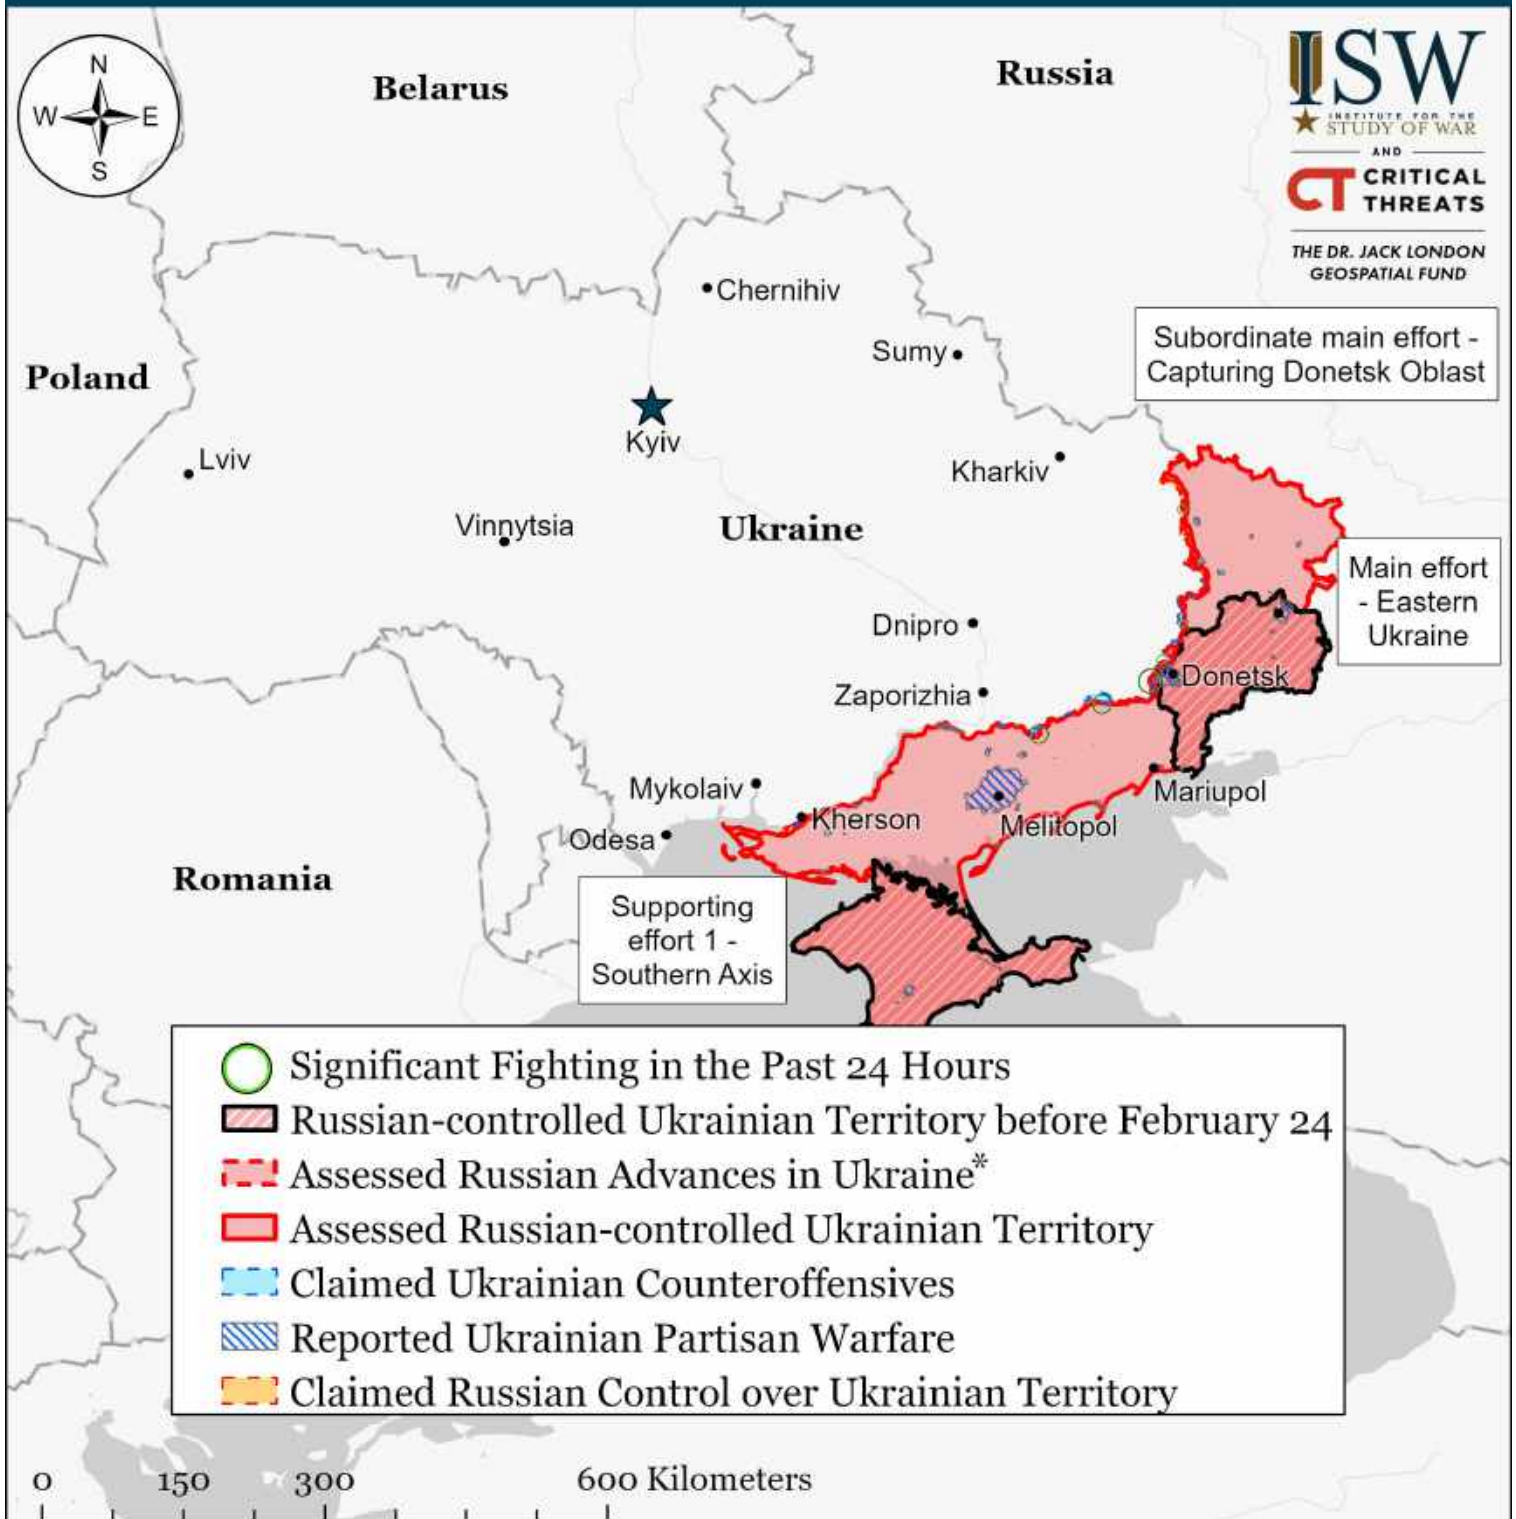 N
W
E
S
Belarus
Russia
ISW
INSTITUTE FOR THE
STUDY OF WAR
AND
CT CRITICAL
THREATS
THE DR. JACK LONDON
GEOSPATIAL FUND
Chernihiv
Sumy
Subordinate main effort -
Capturing Donetsk Oblast
Poland
Kyiv
Lviv
Kharkiv
Vinnytsia
Ukraine
Main effort
- Eastern
Ukraine
Dnipro
Donetsk
Zaporizhia
Mykolaiv
Mariupol
Kherson
Melitopol
Odesa
Romania
Supporting
effort 1 -
Southern Axis
Significant Fighting in the Past 24 Hours
Russian-controlled Ukrainian Territory before February 24
Assessed Russian Advances in Ukraine*
Assessed Russian-controlled Ukrainian Territory
Claimed Ukrainian Counteroffensives
Reported Ukrainian Partisan Warfare
Claimed Russian Control over Ukrainian Territory
0 150 300 600 Kilometers